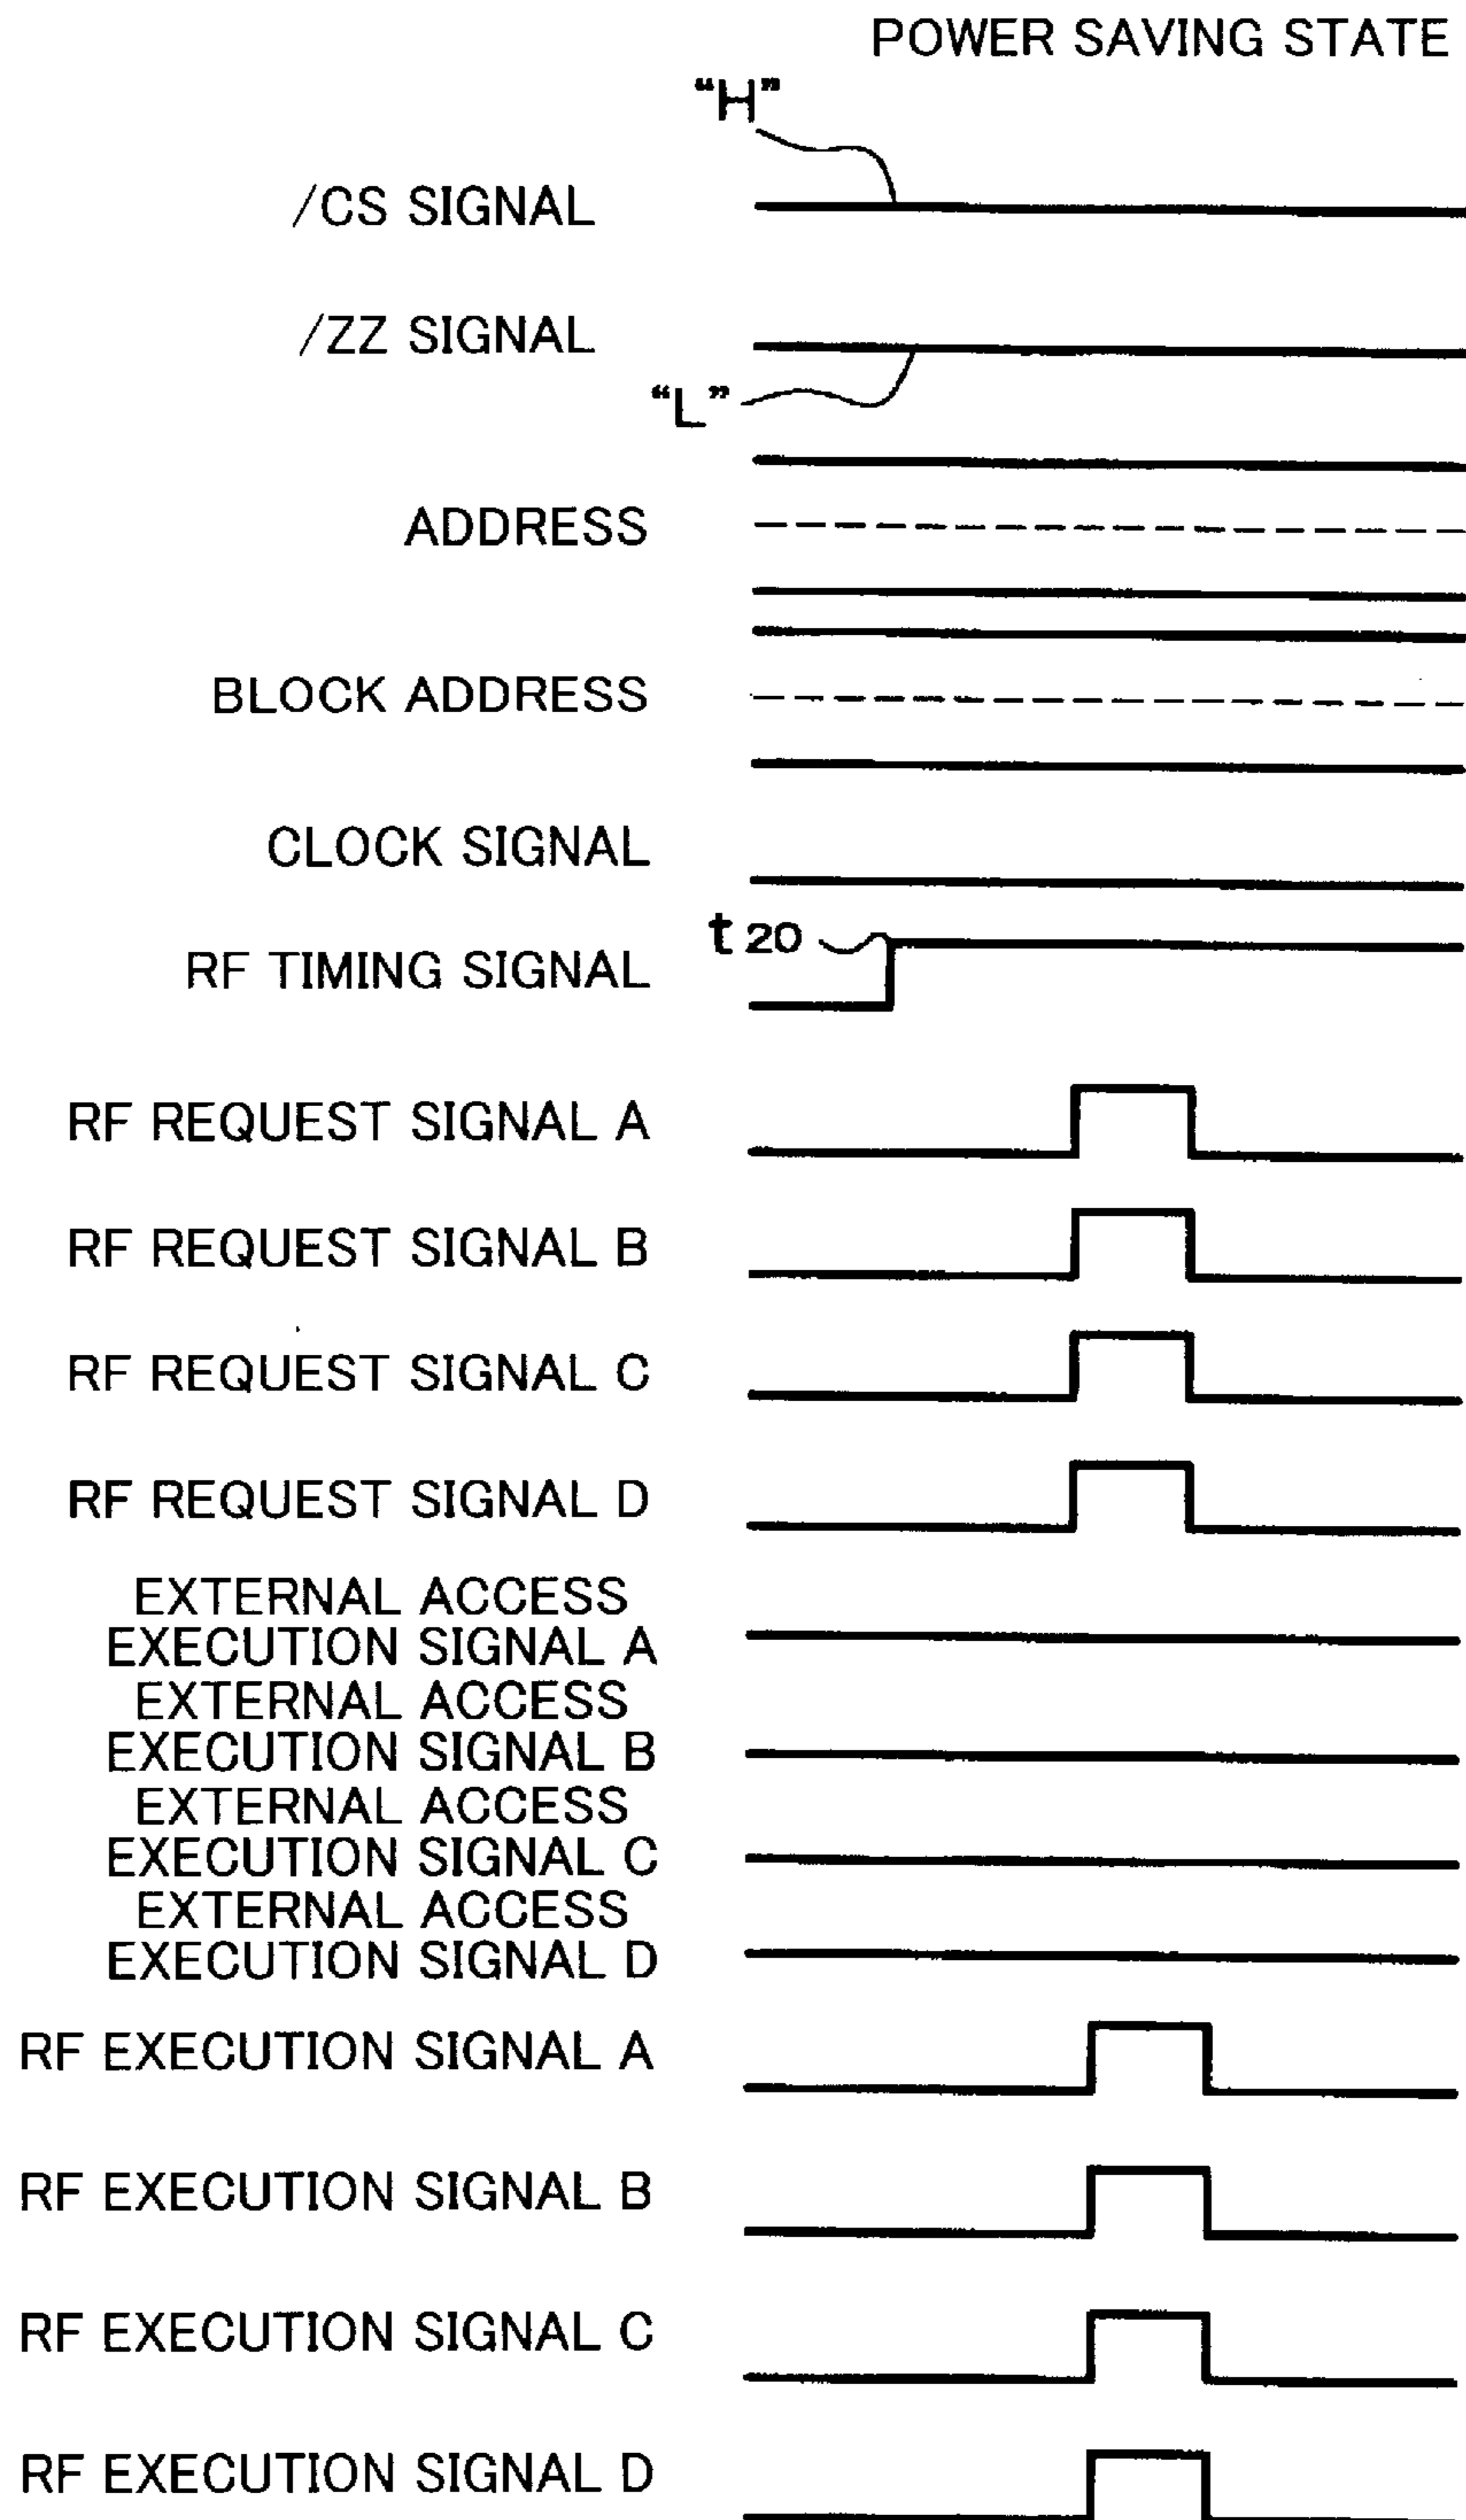 POWER SAVING STATE
“H”
/CS SIGNAL
/ZZ SIGNAL
“L”
ADDRESS
BLOCK ADDRESS
CLOCK SIGNAL
t20
RF TIMING SIGNAL
RF REQUEST SIGNAL A
RF REQUEST SIGNAL B
RF REQUEST SIGNAL C
RF REQUEST SIGNAL D
EXTERNAL ACCESS
EXECUTION SIGNAL A
EXTERNAL ACCESS
EXECUTION SIGNAL B
EXTERNAL ACCESS
EXECUTION SIGNAL C
EXTERNAL ACCESS
EXECUTION SIGNAL D
RF EXECUTION SIGNAL A
RF EXECUTION SIGNAL B
RF EXECUTION SIGNAL C
RF EXECUTION SIGNAL D